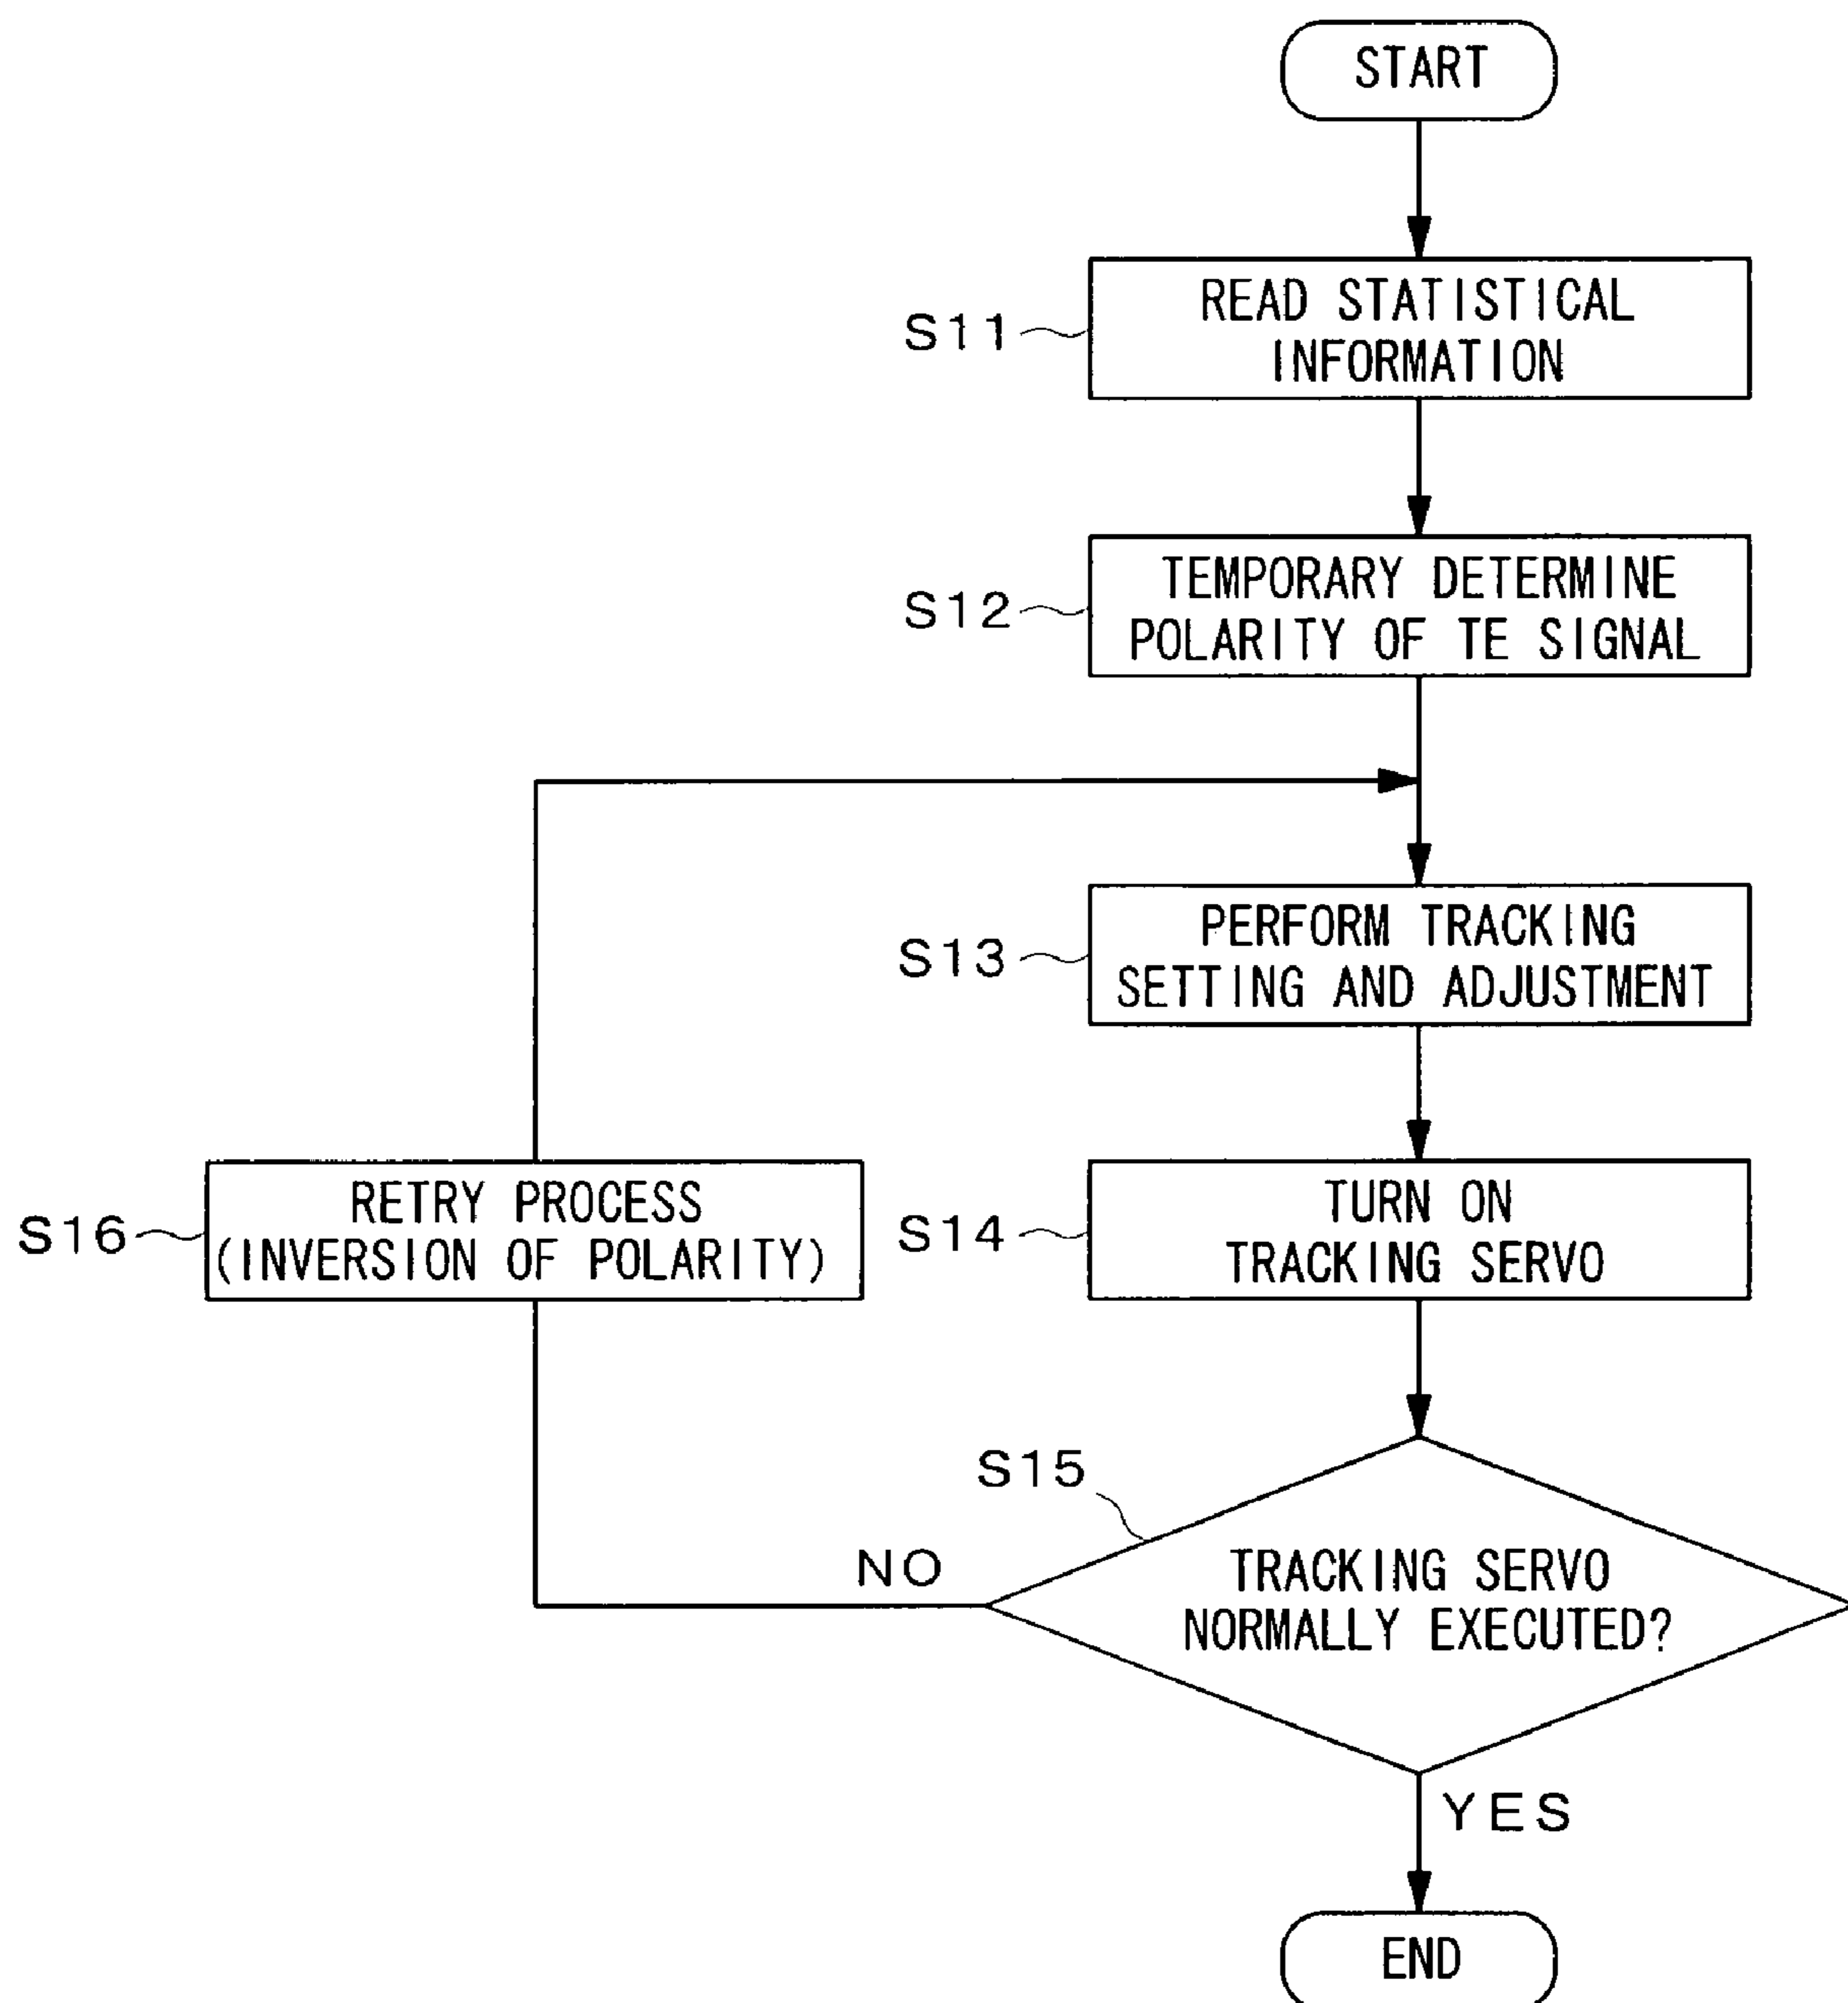 START
S11
READ STATISTICAL
INFORMATION
S12
TEMPORARY DETERMINE
POLARITY OF TE SIGNAL
S13
PERFORM TRACKING
SETTING AND ADJUSTMENT
S16
RETRY PROCESS
(INVERSION OF POLARITY)
S14
TURN ON
TRACKING SERVO
S15
NO
TRACKING SERVO
NORMALLY EXECUTED?
YES
END